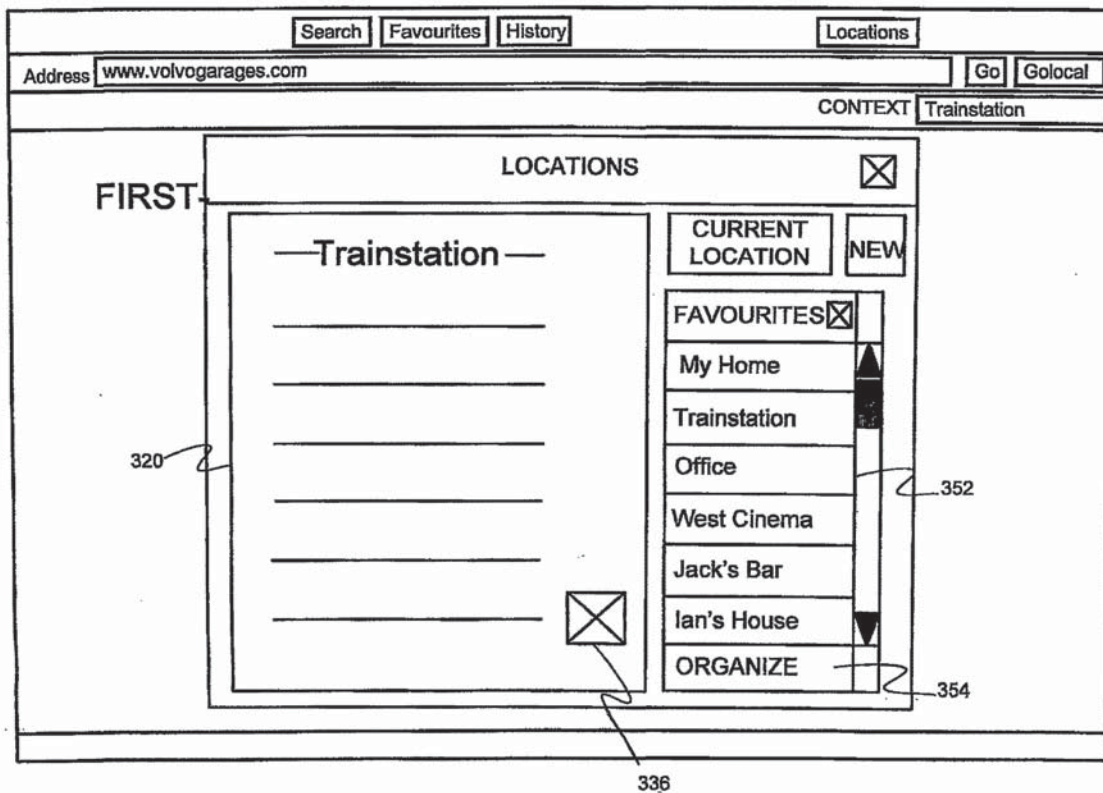 Search Favourites History Locations
Address www.volvogarages.com Go Golocal
CONTEXT Trainstation
LOCATIONS
FIRST-
Trainstation
CURRENT
LOCATION
NEW
FAVOURITES
My Home
Trainstation
Office
West Cinema
Jack's Bar
Ian's House
ORGANIZE
320
352
354
336